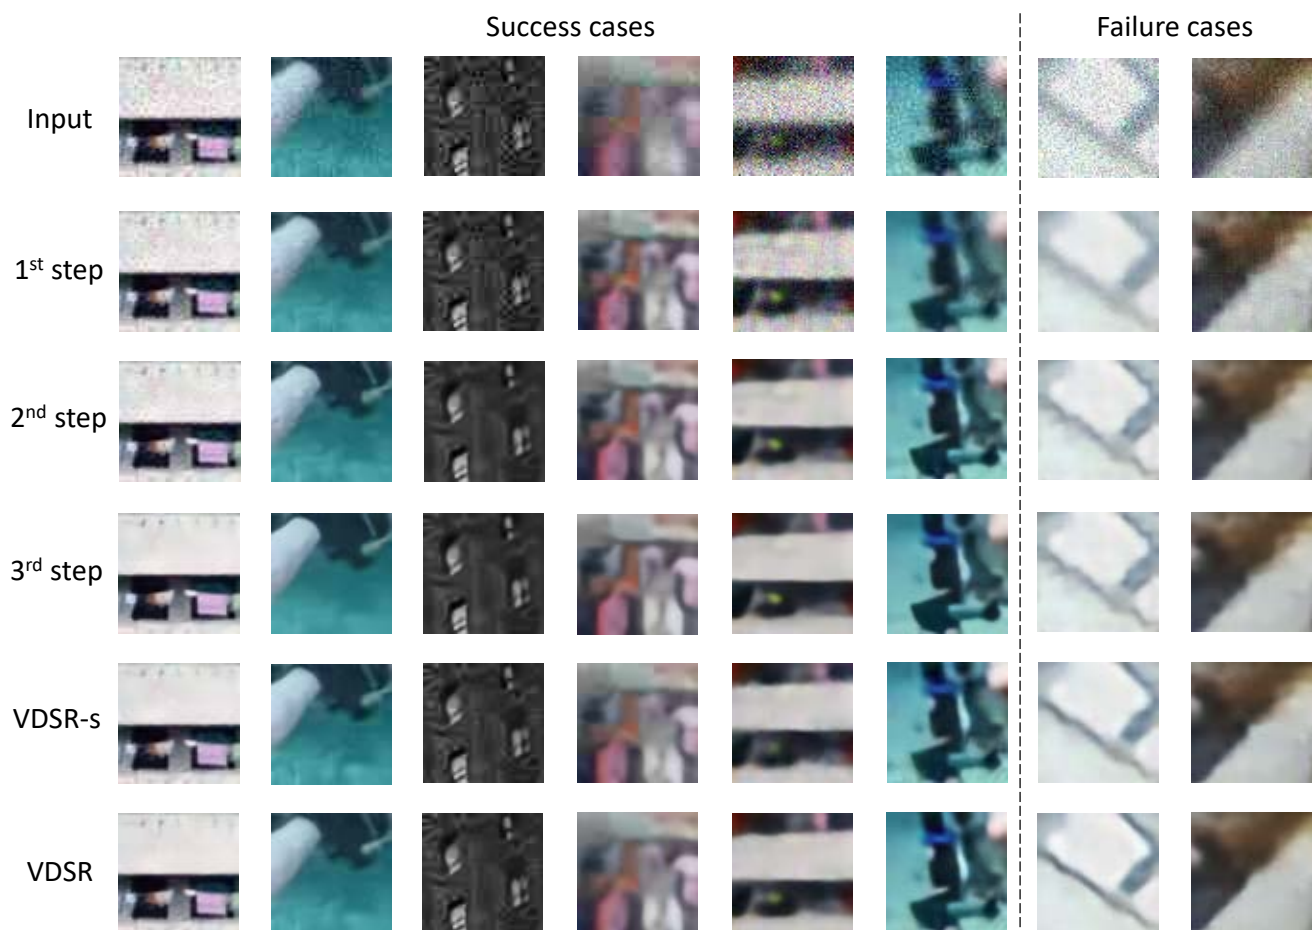 Success cases
Failure cases
Input
1st step
2nd step
3rd step
VDSR-s
VDSR